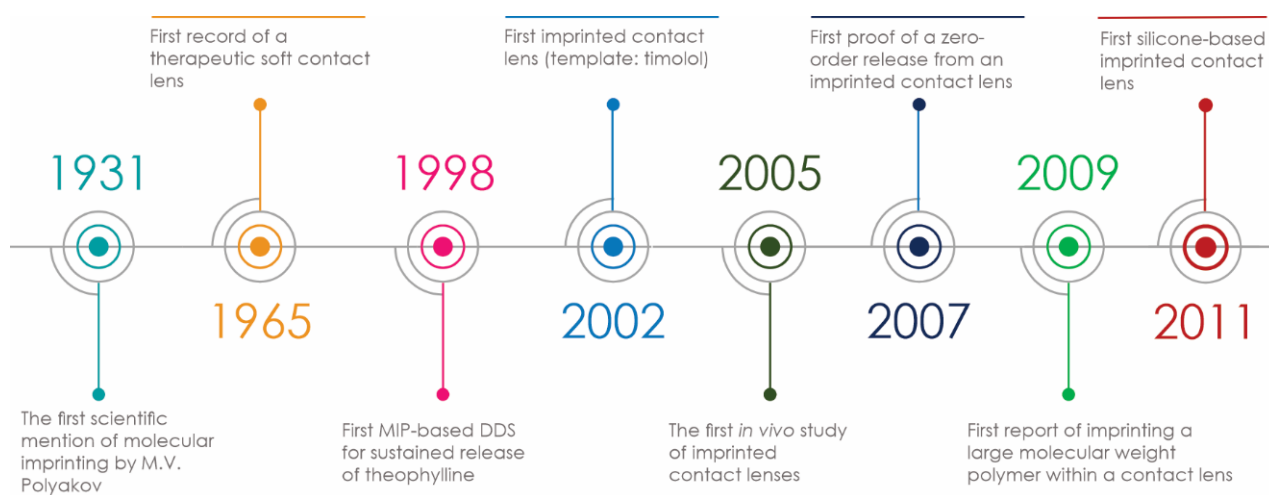 First record of a
therapeutic soft contact
lens
First imprinted contact
lens (template: timolol)
First proof of a zero-
order release from an
imprinted contact lens
First silicone-based
imprinted contact
lens
1931
1998
2005
2009
1965
2002
2007
2011
The first scientific
mention of molecular
imprinting by M.V.
Polyakov
First MIP-based DDS
for sustained release
of theophylline
The first in vivo study
of imprinted
contact lenses
First report of imprinting a
large molecular weight
polymer within a contact lens